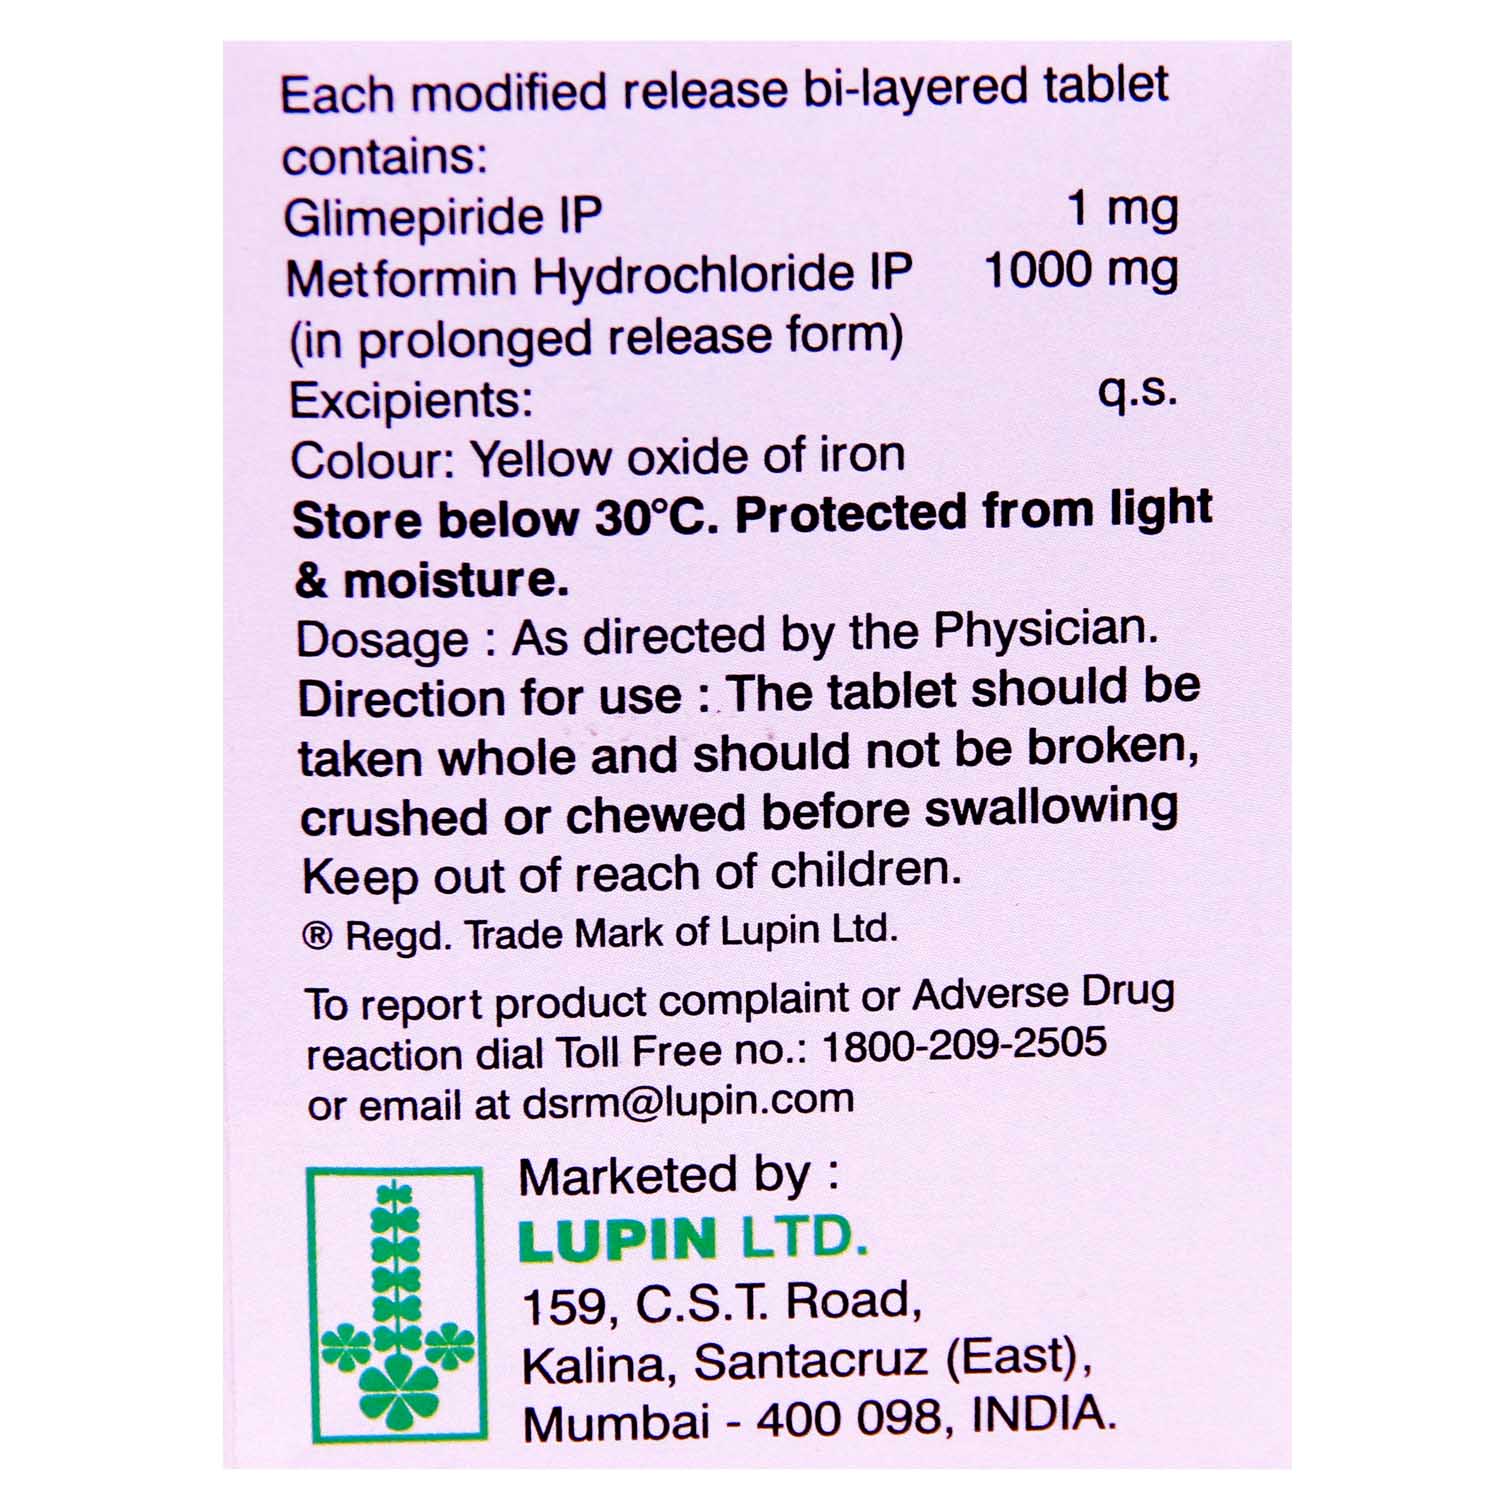 Each modified release bi-layered tablet
contains:
Glimepiride IP 1 mg
Metformin Hydrochloride IP 1000 mg
(in prolonged release form)
Excipients: q.s.
Colour: Yellow oxide of iron
Store below 30°C. Protected from light
& moisture.
Dosage : As directed by the Physician.
Direction for use : The tablet should be
taken whole and should not be broken,
crushed or chewed before swallowing
Keep out of reach of children.
® Regd. Trade Mark of Lupin Ltd.
To report product complaint or Adverse Drug
reaction dial Toll Free no.: 1800-209-2505
or email at dsrm@lupin.com
Marketed by :
LUPIN LTD.
159, C.S.T. Road,
Kalina, Santacruz (East),
Mumbai - 400 098, INDIA.